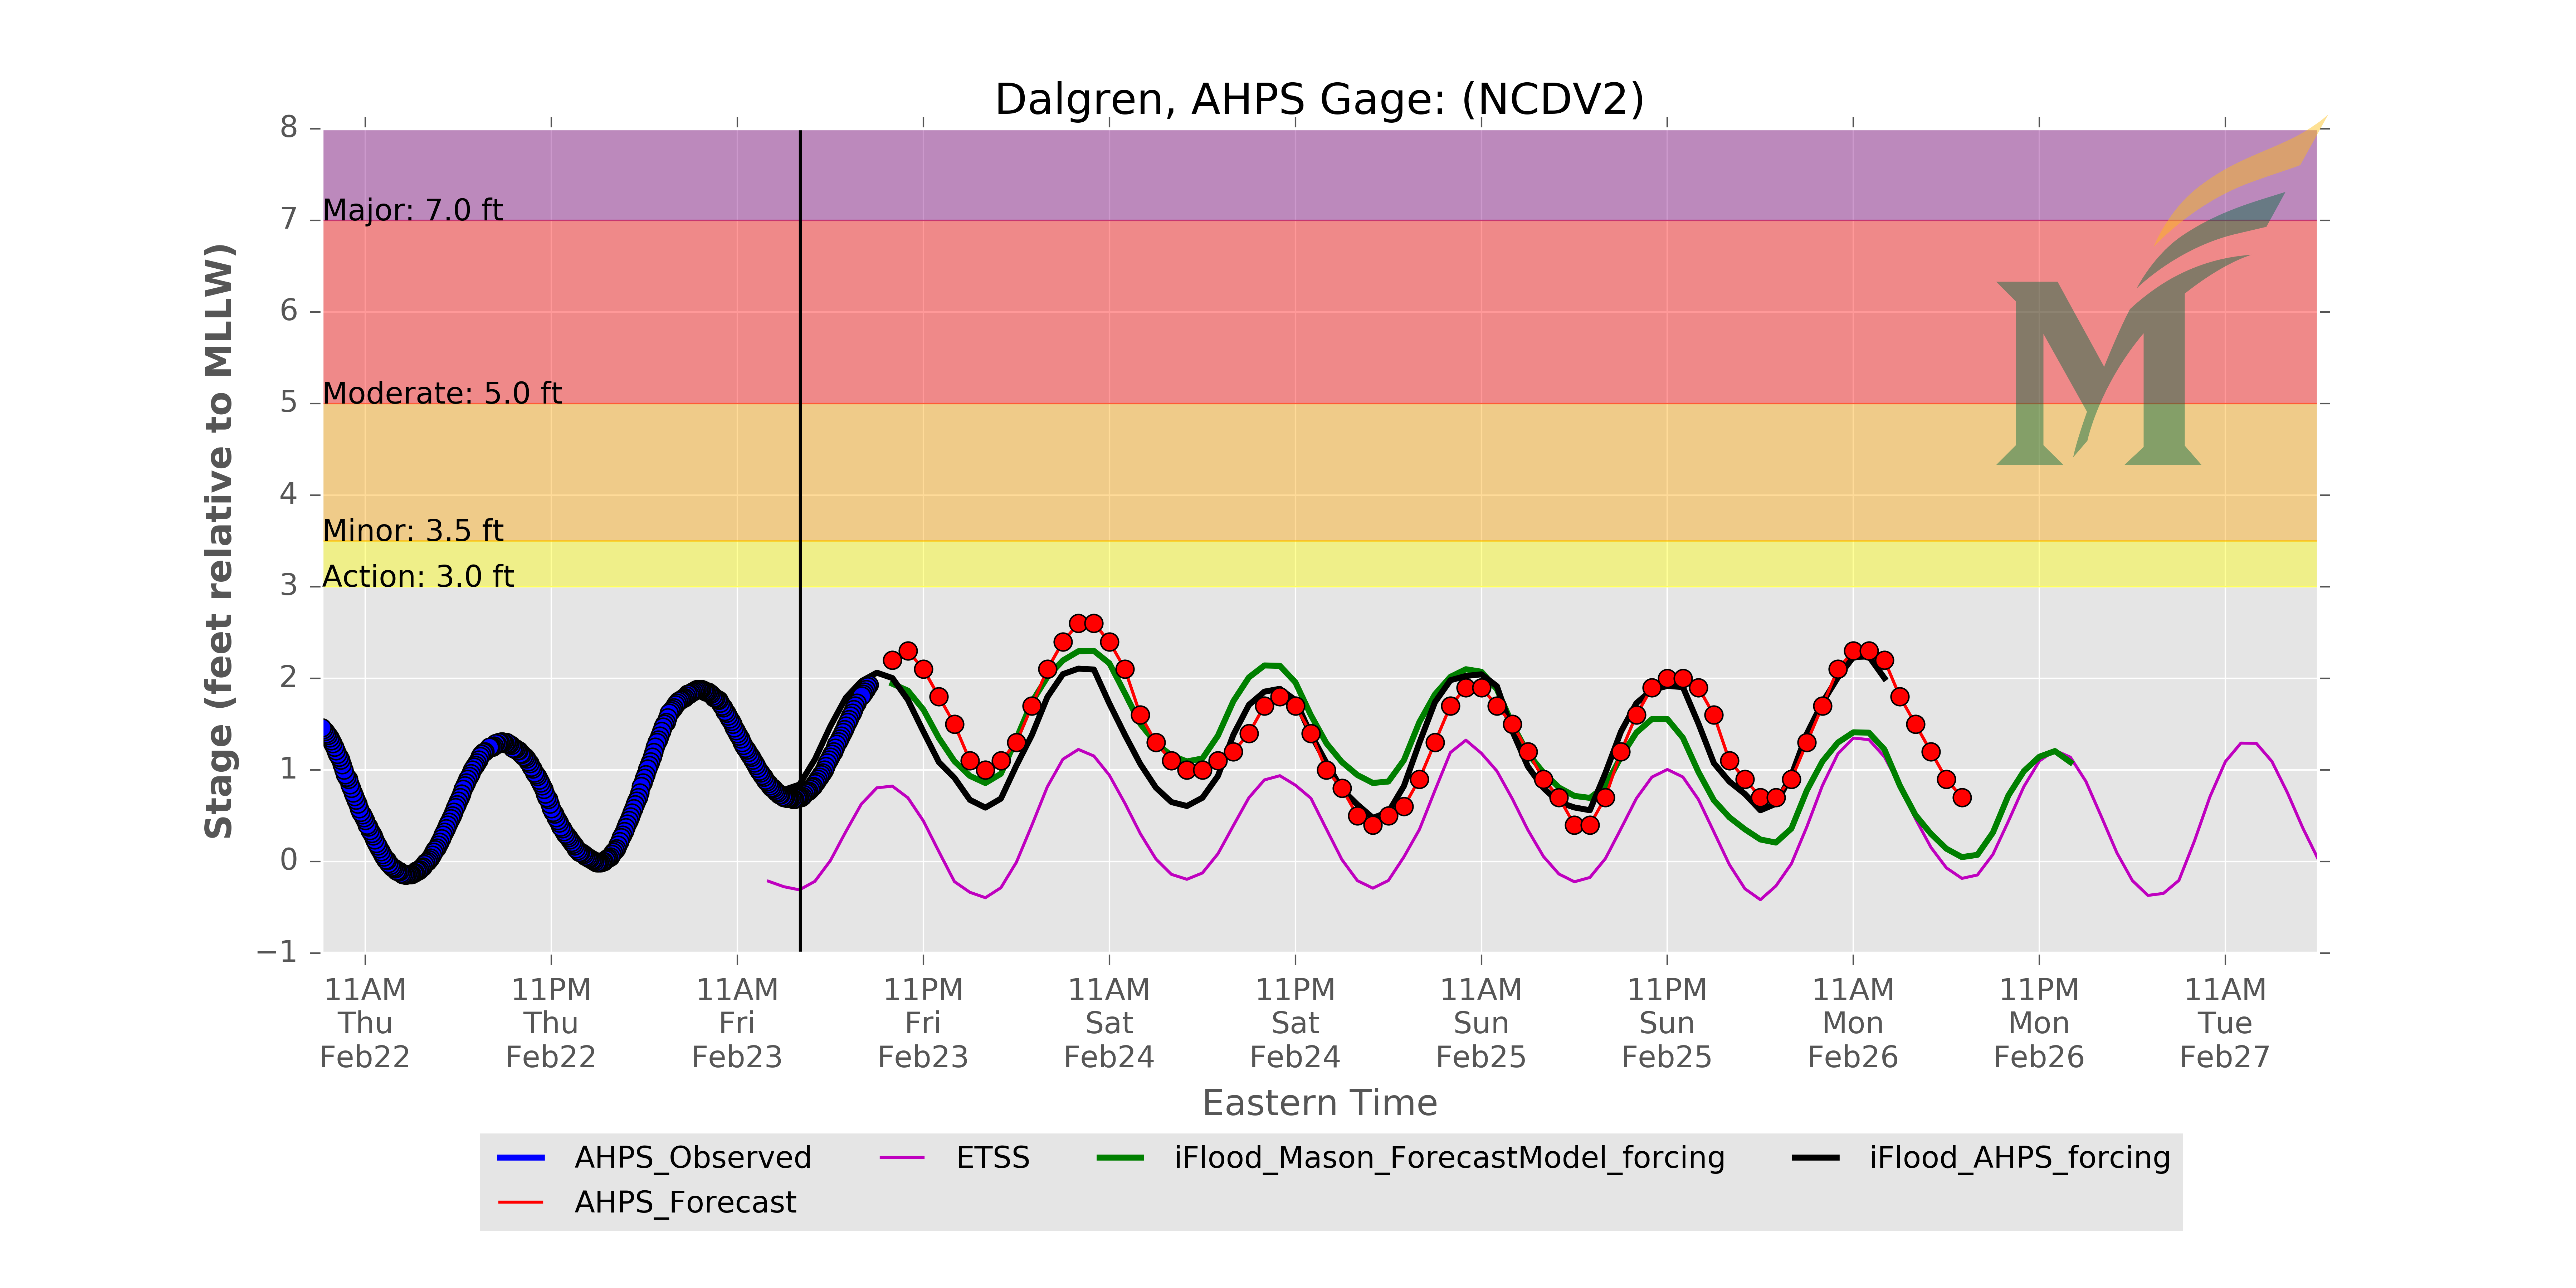 Dalgren, AHPS Gage: (NCDV2)
Stage (feet relative to MLLW)
8
7
6
5
4
3
2
1
0
−1
Major: 7.0 ft
Moderate: 5.0 ft
Minor: 3.5 ft
Action: 3.0 ft
M
11AM 11PM 11AM 11PM 11AM 11PM 11AM 11PM 11AM 11PM 11AM
Thu Thu Fri Fri Sat Sat Sun Sun Mon Mon Tue
Feb22 Feb22 Feb23 Feb23 Feb24 Feb24 Feb25 Feb25 Feb26 Feb26 Feb27
Eastern Time
AHPS_Observed ETSS iFlood_Mason_ForecastModel_forcing iFlood_AHPS_forcing
AHPS_Forecast